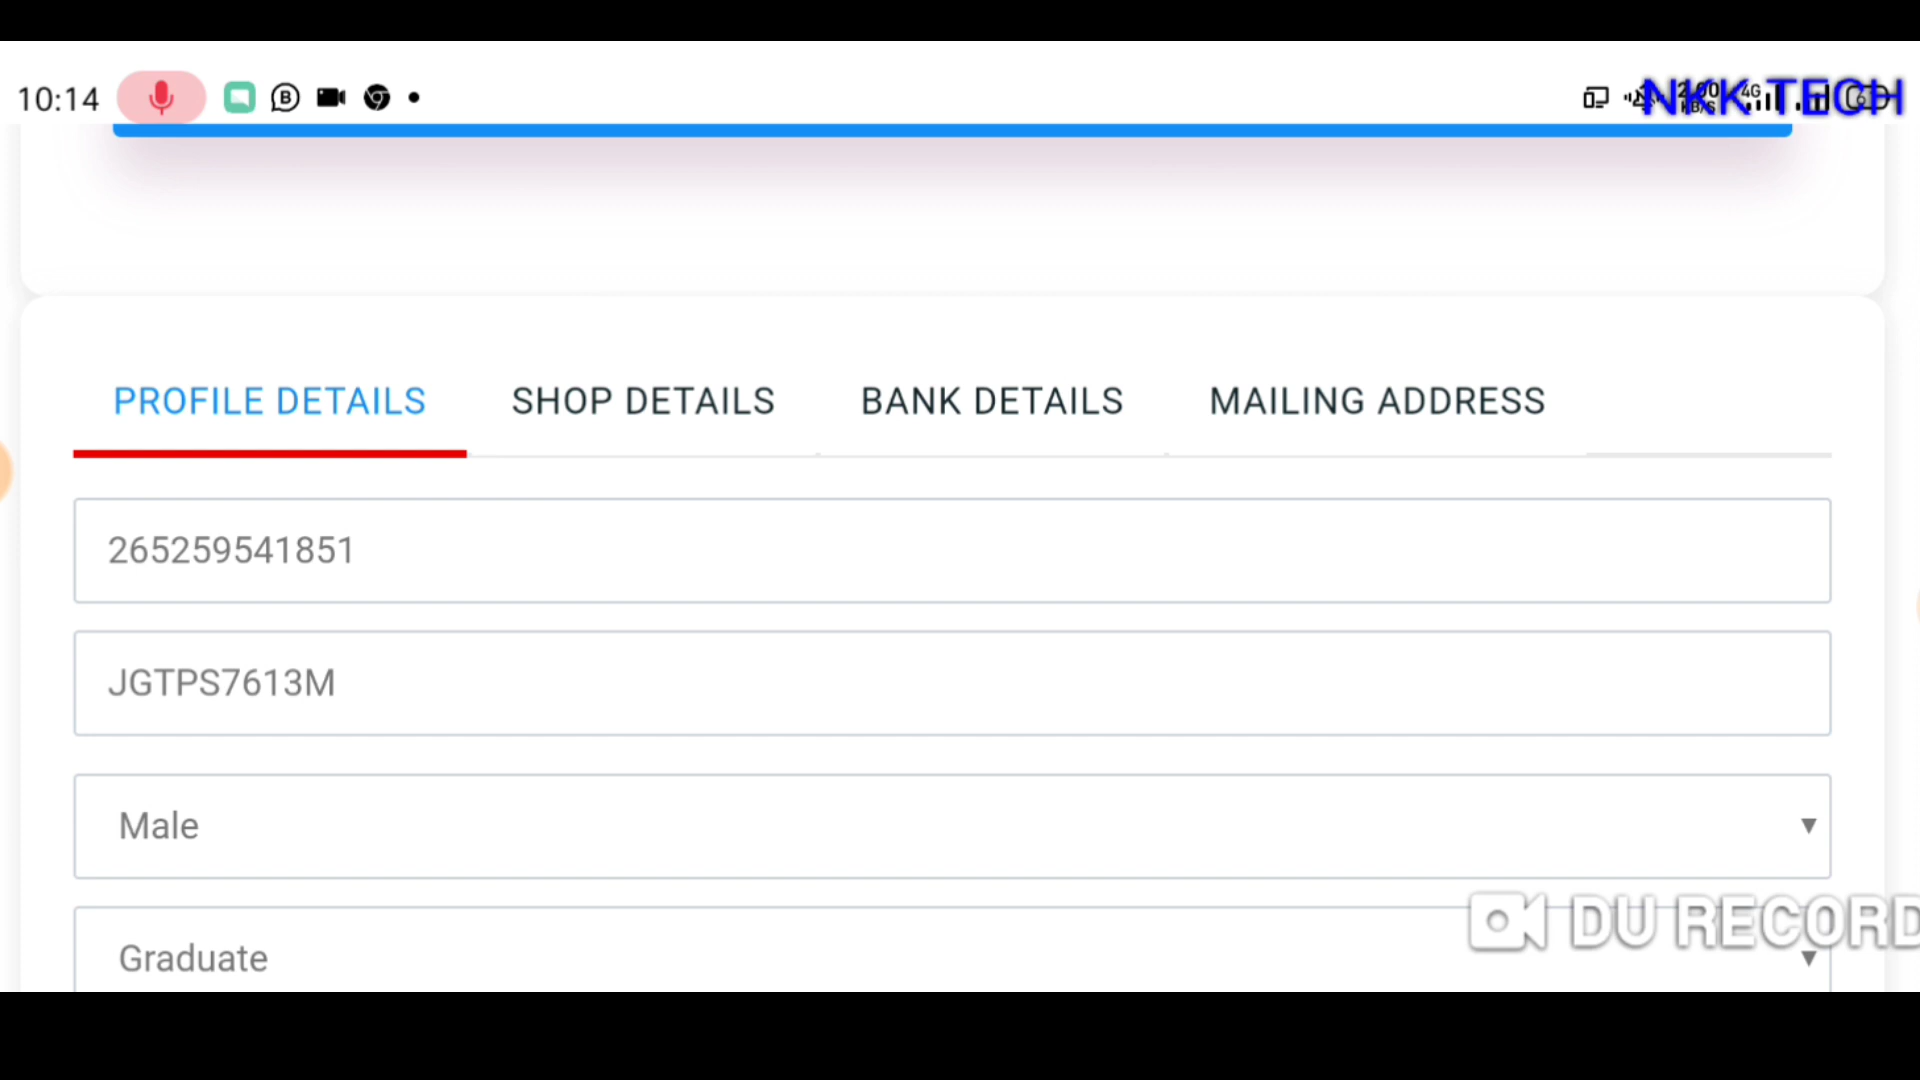 10:14
NKK TECH
PROFILE DETAILS SHOP DETAILS BANK DETAILS MAILING ADDRESS
265259541851
JGTPS7613M
Male
Graduate
DU RECORD